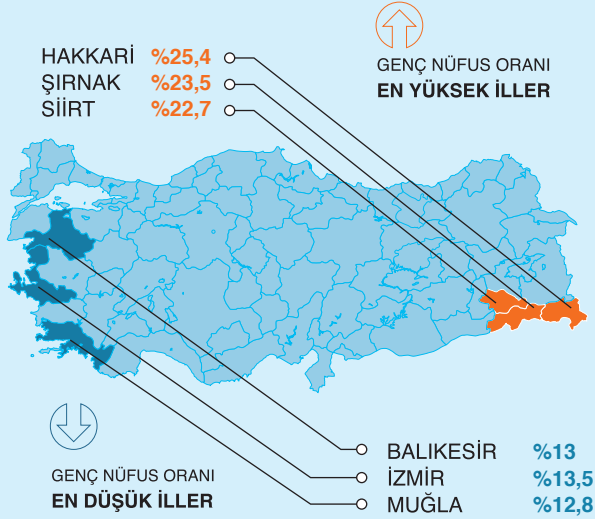 HAKKARİ %25,4
ŞIRNAK %23,5
SİİRT %22,7
GENÇ NÜFUS ORANI
EN YÜKSEK İLLER
GENÇ NÜFUS ORANI
EN DÜŞÜK İLLER
BALIKESİR %13
İZMİR %13,5
MUĞLA %12,8